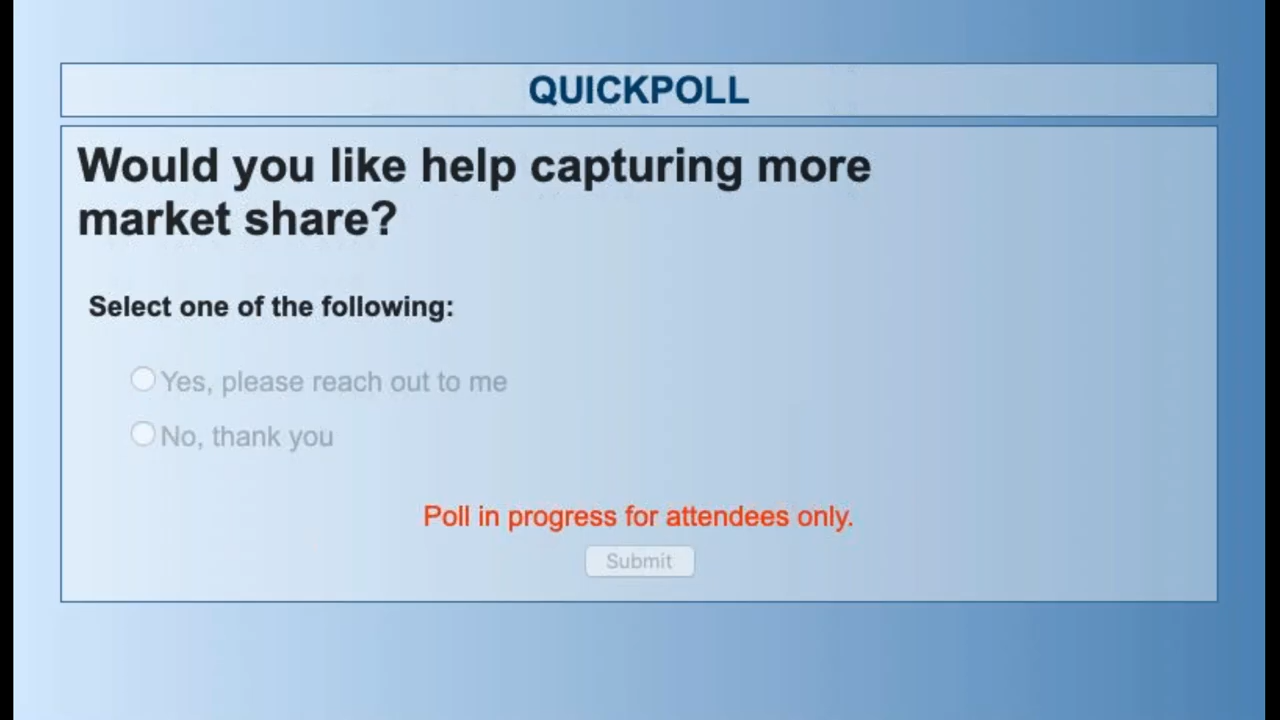 QUICKPOLL
Would you like help capturing more
market share?
Select one of the following:
Yes, please reach out to me
No, thank you
Poll in progress for attendees only.
Submit